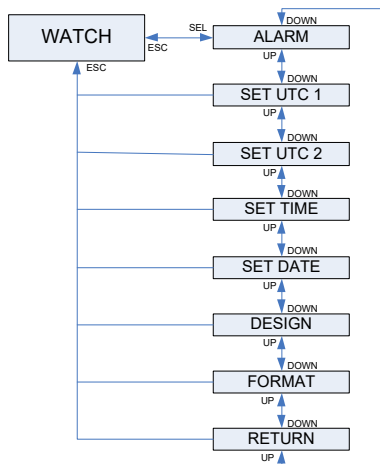 DOWN
WATCH
SEL
ALARM
ESC
UP
ESC
DOWN
SET UTC 1
UP
DOWN
SET UTC 2
UP
DOWN
SET TIME
UP
DOWN
SET DATE
UP
DOWN
DESIGN
UP
DOWN
FORMAT
UP
DOWN
RETURN
UP